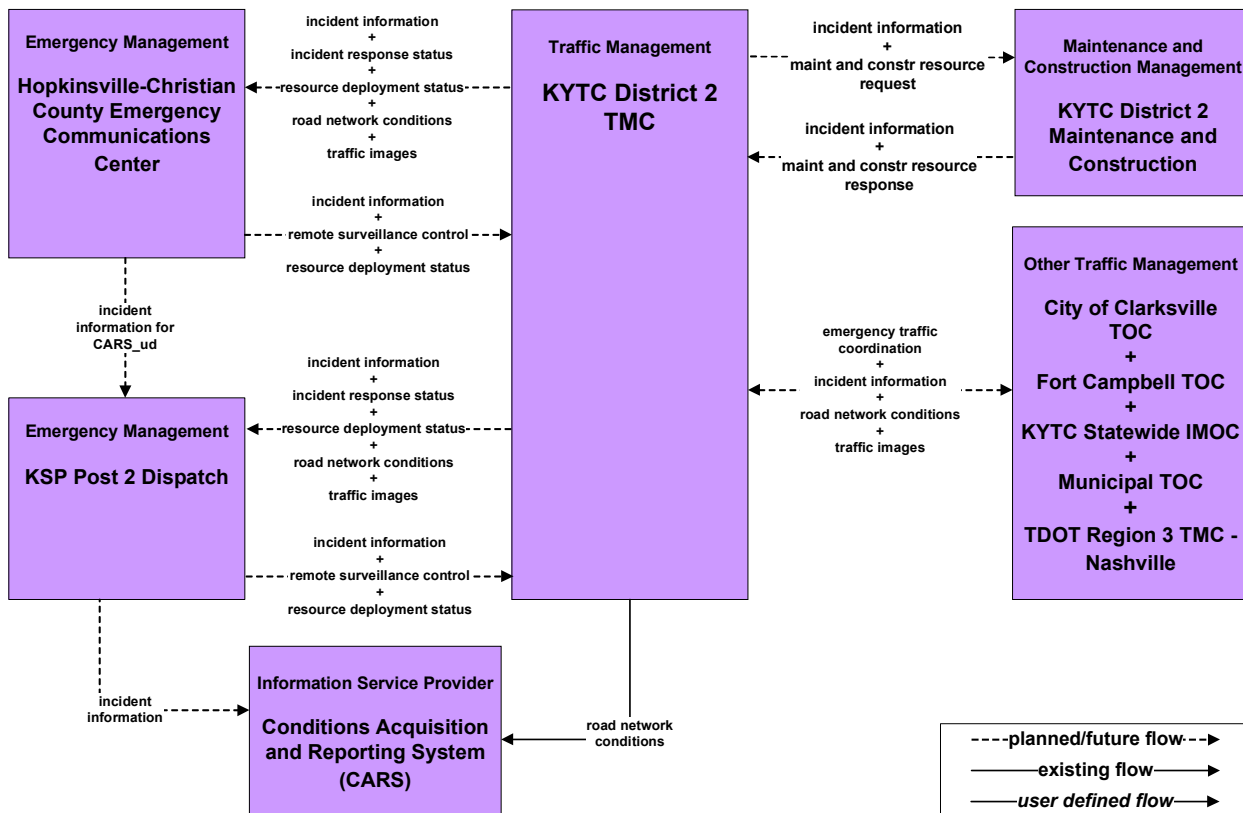 Emergency Management
Hopkinsville-Christian
County Emergency
Communications
Center
incident information
+
incident response status
+
resource deployment status
+
road network conditions
+
traffic images
incident information
+
remote surveillance control
+
resource deployment status
Traffic Management
KYTC District 2
TMC
incident information
+
maint and constr resource
request
incident information
+
maint and constr resource
response
Maintenance and
Construction Management
KYTC District 2
Maintenance and
Construction
incident
information for
CARS_ud
Emergency Management
KSP Post 2 Dispatch
incident information
+
incident response status
+
resource deployment status
+
road network conditions
+
traffic images
incident information
+
remote surveillance control
+
resource deployment status
emergency traffic
coordination
+
incident information
+
road network conditions
+
traffic images
Other Traffic Management
City of Clarksville
TOC
+
Fort Campbell TOC
+
KYTC Statewide IMOC
+
Municipal TOC
+
TDOT Region 3 TMC -
Nashville
incident
information
Information Service Provider
Conditions Acquisition
and Reporting System
(CARS)
road network
conditions
planned/future flow
existing flow
user defined flow